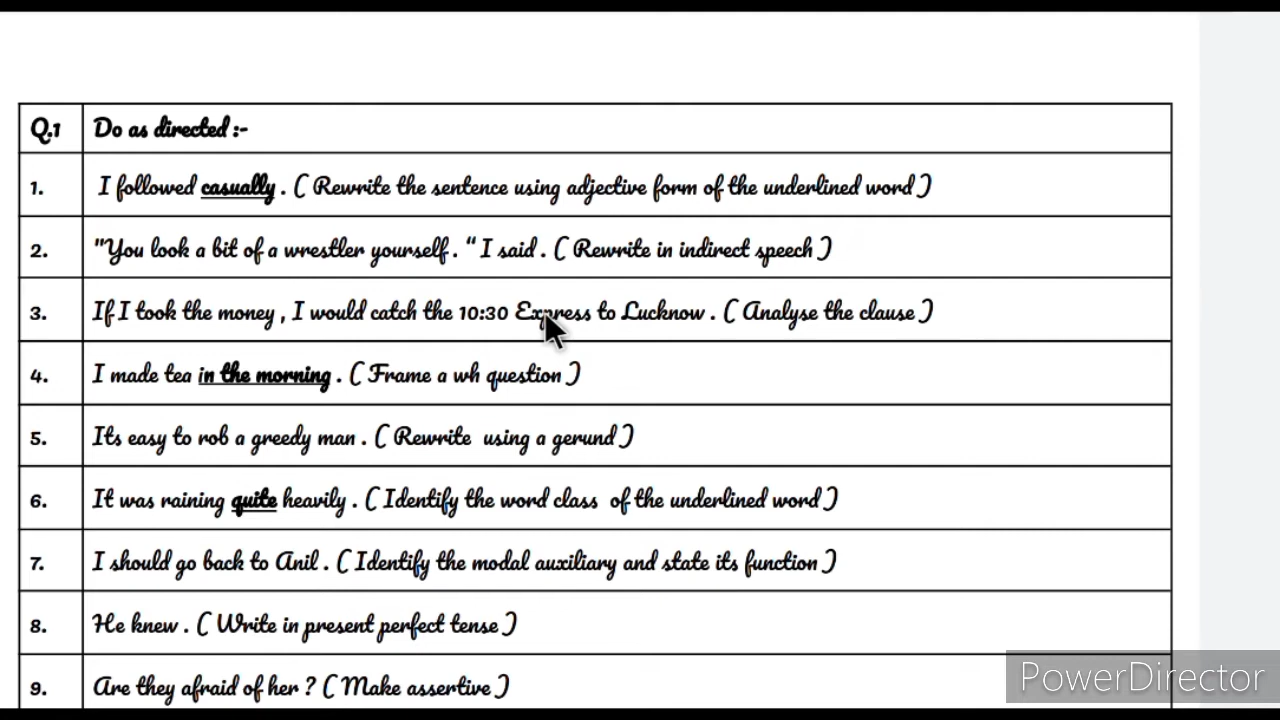 Q.1 Do as directed :-
1. I followed casually . ( Rewrite the sentence using adjective form of the underlined word )
2. "You look a bit of a wrestler yourself . “ I said . ( Rewrite in indirect speech )
3. If I took the money , I would catch the 10:30 Express to Lucknow . ( Analyse the clause )
4. I made tea in the morning . ( Frame a wh question )
5. Its easy to rob a greedy man . ( Rewrite using a gerund )
6. It was raining quite heavily . ( Identify the word class of the underlined word )
7. I should go back to Anil . ( Identify the modal auxiliary and state its function )
8. He knew . ( Write in present perfect tense )
9. Are they afraid of her ? ( Make assertive )
PowerDirector